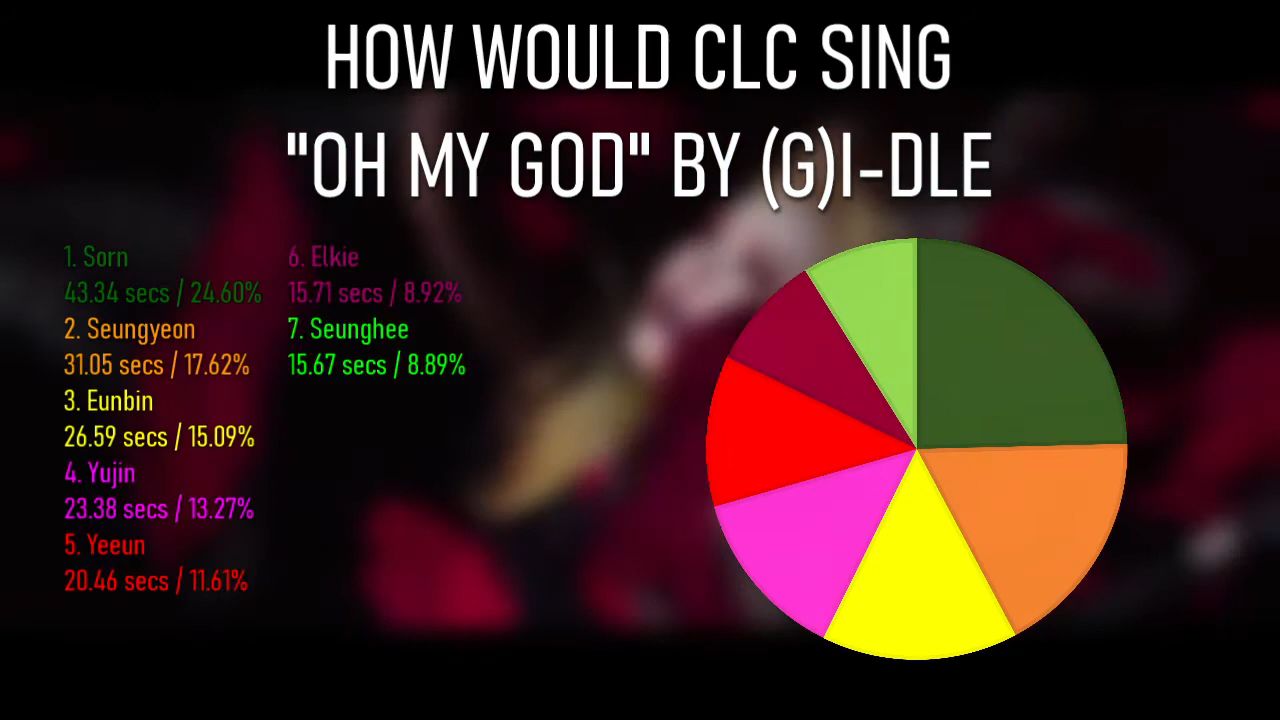 HOW WOULD CLC SING
"OH MY GOD" BY (G)I-DLE
1. Sorn
43.34 secs / 24.60%
2. Seungyeon
31.05 secs / 17.62%
3. Eunbin
26.59 secs / 15.09%
4. Yujin
23.38 secs / 13.27%
5. Yeeun
20.46 secs / 11.61%
6. Elkie
15.71 secs / 8.92%
7. Seunghee
15.67 secs / 8.89%